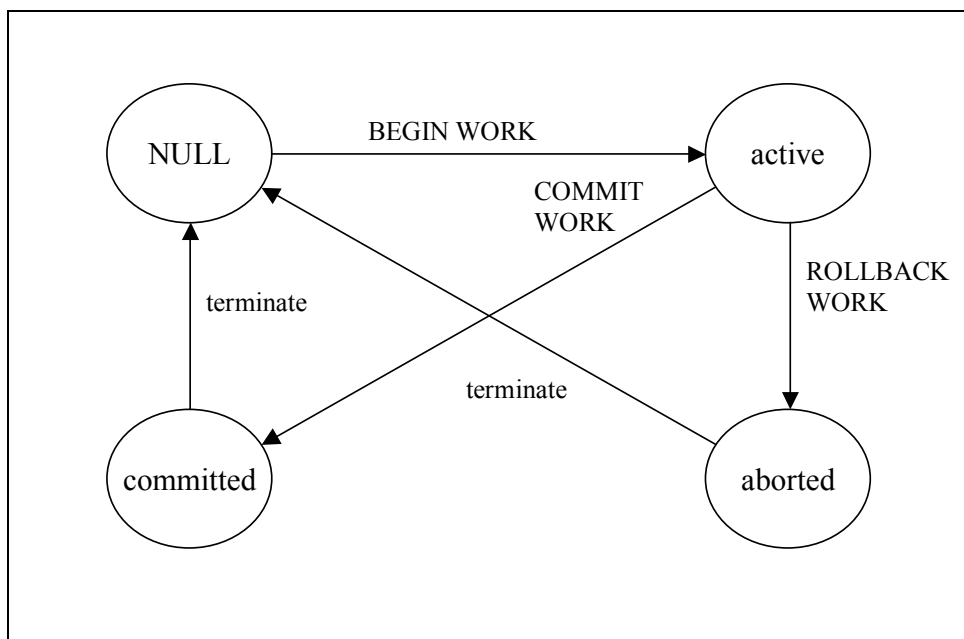 BEGIN WORK
NULL
active
COMMIT
WORK
ROLLBACK
WORK
terminate
terminate
committed
aborted